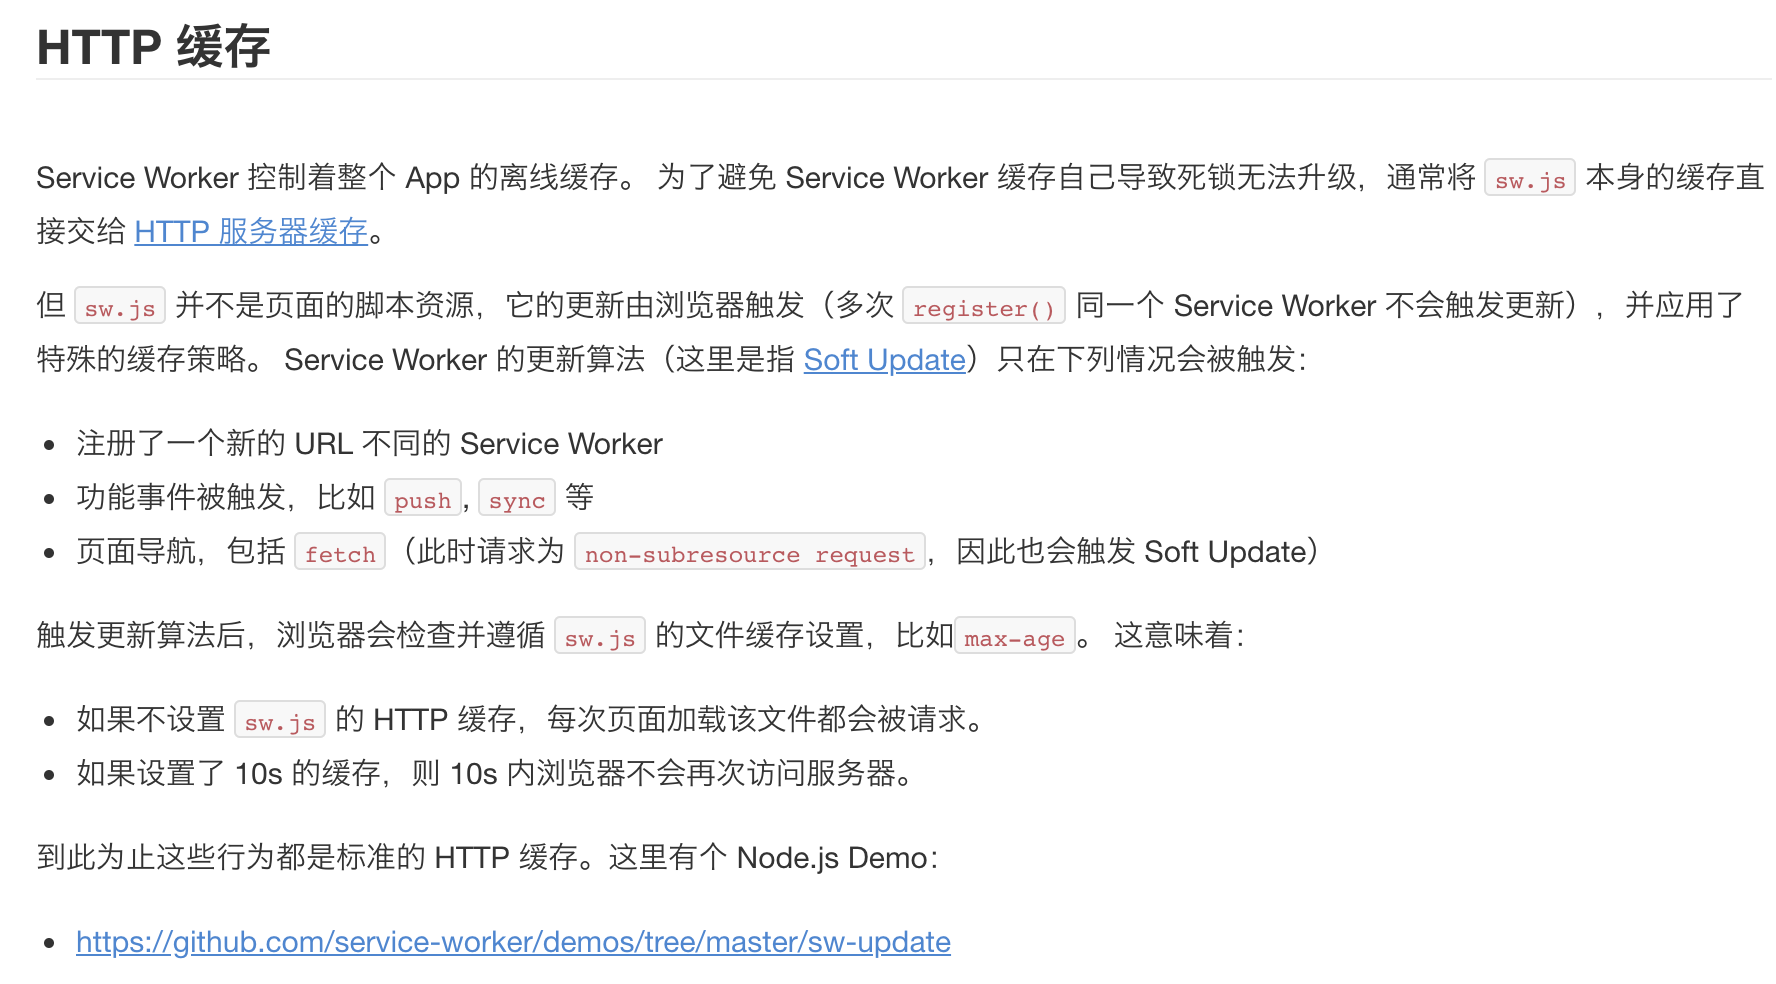 HTTP 缓存
Service Worker 控制着整个 App 的离线缓存。 为了避免 Service Worker 缓存自己导致死锁无法升级，通常将 sw.js 本身的缓存直
接交给 HTTP 服务器缓存。
但 sw.js 并不是页面的脚本资源，它的更新由浏览器触发（多次 register() 同一个 Service Worker 不会触发更新），并应用了
特殊的缓存策略。 Service Worker 的更新算法（这里是指 Soft Update）只在下列情况会被触发：
• 注册了一个新的 URL 不同的 Service Worker
• 功能事件被触发，比如 push, sync 等
• 页面导航，包括 fetch（此时请求为 non-subresource request，因此也会触发 Soft Update）
触发更新算法后，浏览器会检查并遵循 sw.js 的文件缓存设置，比如max-age。 这意味着：
• 如果不设置 sw.js 的 HTTP 缓存，每次页面加载该文件都会被请求。
• 如果设置了 10s 的缓存，则 10s 内浏览器不会再次访问服务器。
到此为止这些行为都是标准的 HTTP 缓存。这里有个 Node.js Demo：
• https://github.com/service-worker/demos/tree/master/sw-update